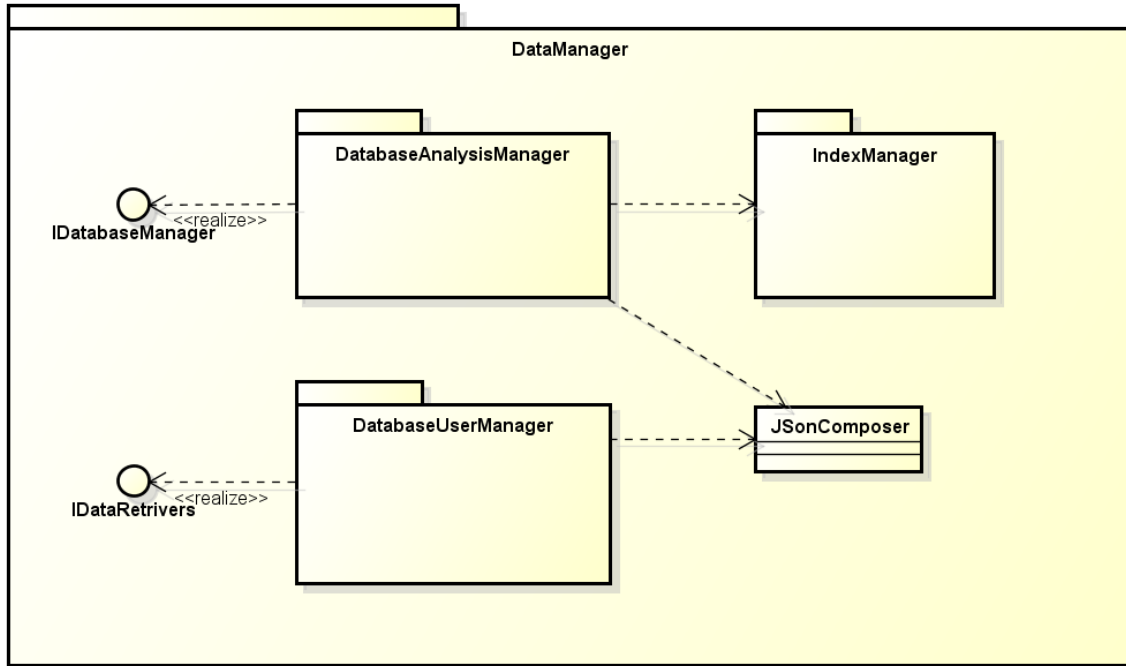 DataManager
DatabaseAnalysisManager
IndexManager
<<realize>>
IDatabaseManager
DatabaseUserManager
JSonComposer
<<realize>>
IDataRetrivers